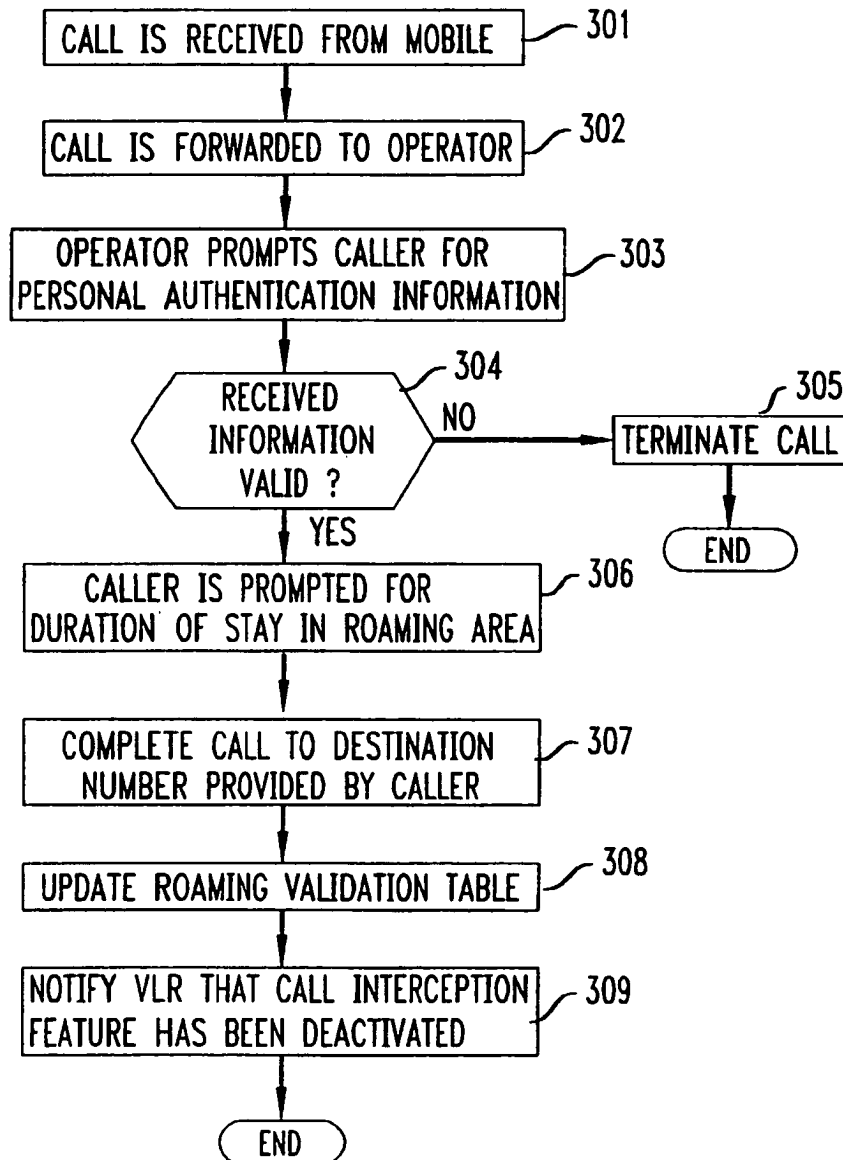 CALL IS RECEIVED FROM MOBILE
301
CALL IS FORWARDED TO OPERATOR
302
OPERATOR PROMPTS CALLER FOR
PERSONAL AUTHENTICATION INFORMATION
303
304
RECEIVED
INFORMATION
VALID ?
NO
305
TERMINATE CALL
END
YES
CALLER IS PROMPTED FOR
DURATION OF STAY IN ROAMING AREA
306
COMPLETE CALL TO DESTINATION
NUMBER PROVIDED BY CALLER
307
UPDATE ROAMING VALIDATION TABLE
308
NOTIFY VLR THAT CALL INTERCEPTION
FEATURE HAS BEEN DEACTIVATED
309
END